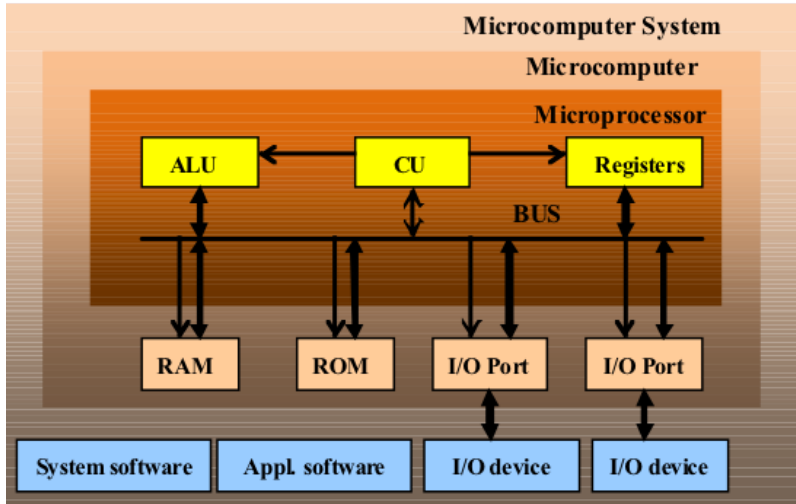 Microcomputer System
Microcomputer
Microprocessor
ALU
CU
Registers
BUS
RAM
ROM
I/O Port
I/O Port
System software
Appl. software
I/O device
I/O device